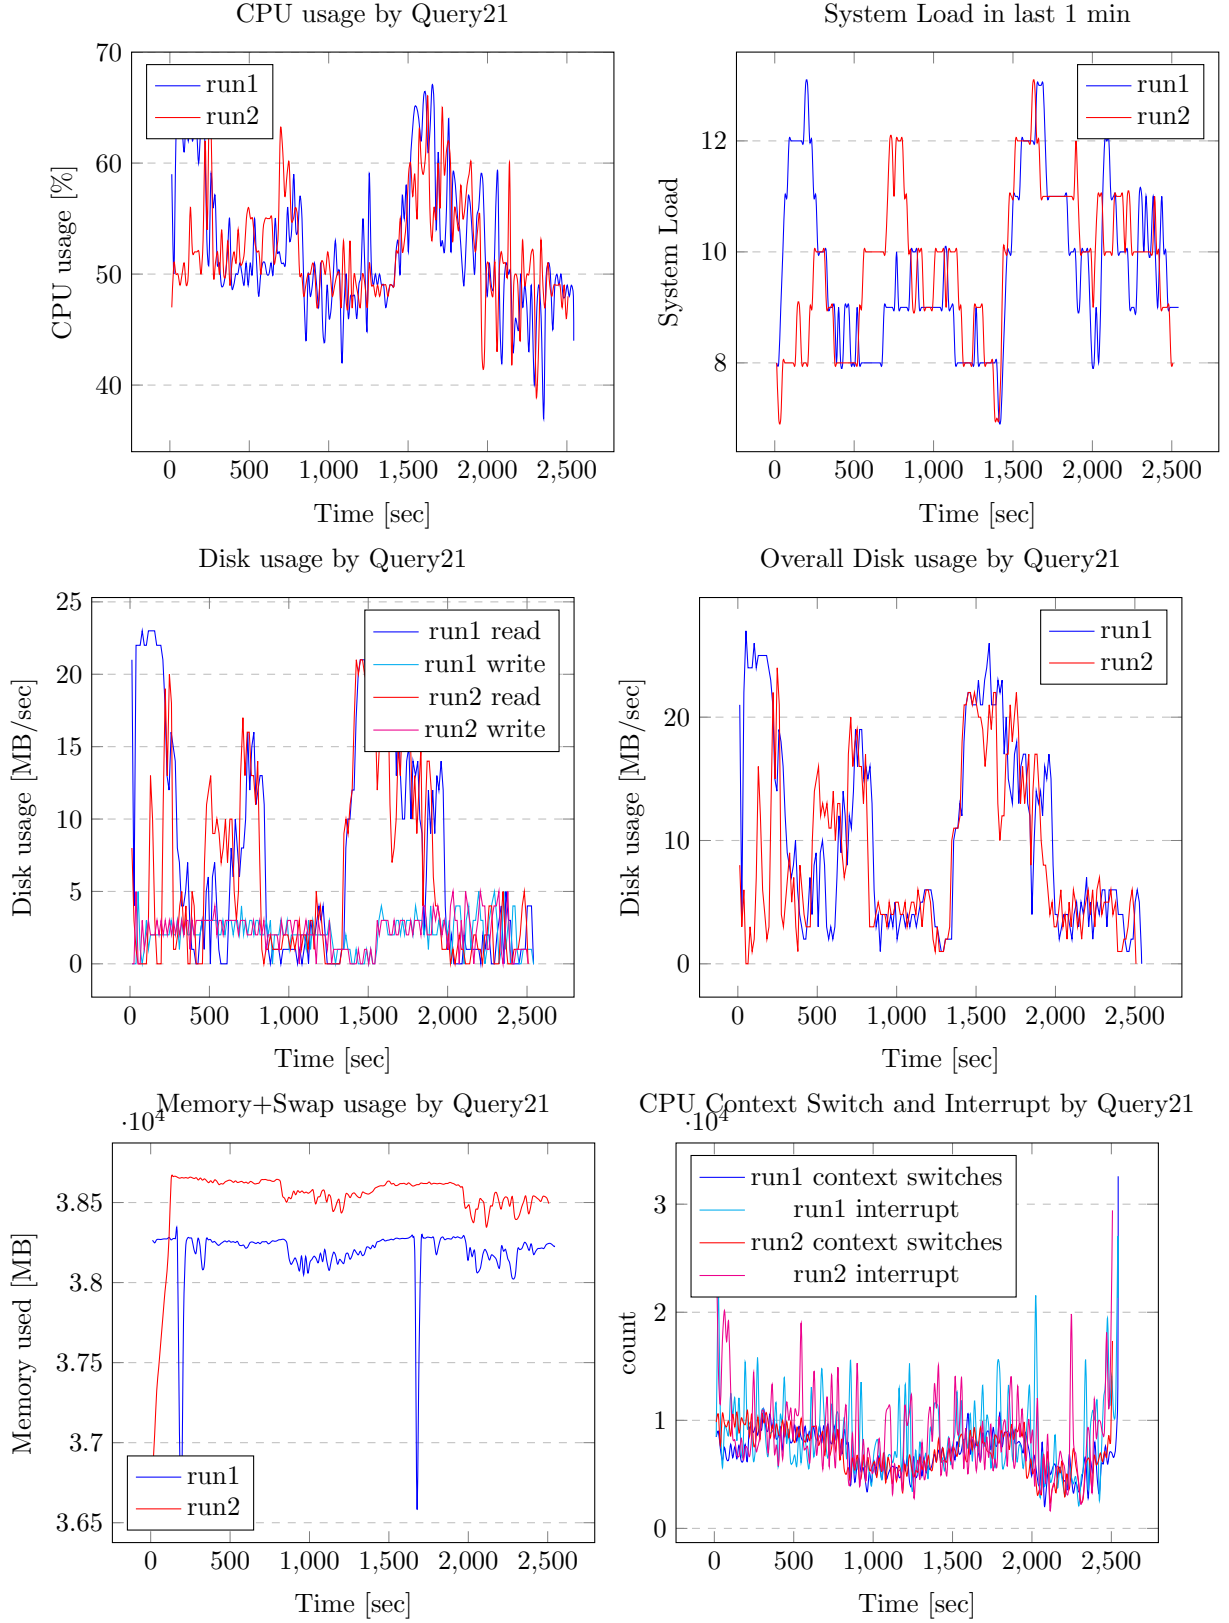 CPU usage by Query21
70
60
50
40
CPU usage [%]
run1
run2
0 500 1,000 1,500 2,000 2,500
Time [sec]
System Load in last 1 min
12
10
8
System Load
run1
run2
0 500 1,000 1,500 2,000 2,500
Time [sec]
Disk usage by Query21
25
20
15
10
5
0
Disk usage [MB/sec]
run1 read
run1 write
run2 read
run2 write
0 500 1,000 1,500 2,000 2,500
Time [sec]
Overall Disk usage by Query21
20
10
0
Disk usage [MB/sec]
run1
run2
0 500 1,000 1,500 2,000 2,500
Time [sec]
Memory+Swap usage by Query21
·10⁴
3.85
3.8
3.75
3.7
3.65
Memory used [MB]
run1
run2
0 500 1,000 1,500 2,000 2,500
Time [sec]
CPU Context Switch and Interrupt by Query21
·10⁴
3
2
1
0
count
run1 context switches
run1 interrupt
run2 context switches
run2 interrupt
0 500 1,000 1,500 2,000 2,500
Time [sec]